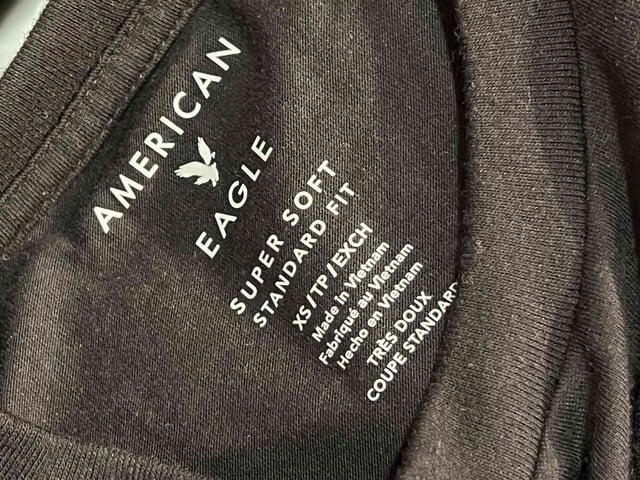 AMERICAN
EAGLE
SUPER SOFT
STANDARD FIT
XS/TP/EXCH
Made in Vietnam
Fabriqué au Vietnam
Hecho en Vietnam
TRÈS DOUX
COUPE STANDARD